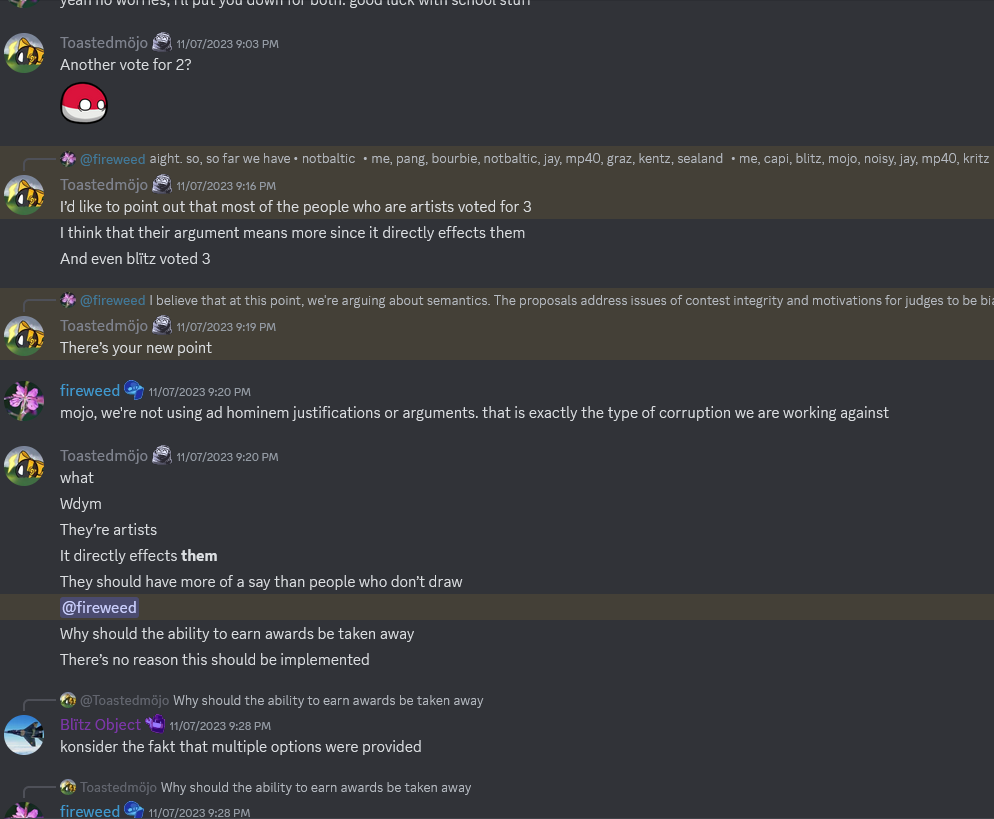 yeah no worries, i'll put you down for both. good luck with school stuff
Toastedmöjo 11/07/2023 9:03 PM
Another vote for 2?
@fireweed aight. so, so far we have • notbaltic • me, pang, bourbie, notbaltic, jay, mp40, graz, kentz, sealand • me, capi, blitz, mojo, noisy, jay, mp40, kritz
Toastedmöjo 11/07/2023 9:16 PM
I'd like to point out that most of the people who are artists voted for 3
I think that their argument means more since it directly effects them
And even blītz voted 3
@fireweed I believe that at this point, we're arguing about semantics. The proposals address issues of contest integrity and motivations for judges to be bia
Toastedmöjo 11/07/2023 9:19 PM
There's your new point
fireweed 11/07/2023 9:20 PM
mojo, we're not using ad hominem justifications or arguments. that is exactly the type of corruption we are working against
Toastedmöjo 11/07/2023 9:20 PM
what
Wdym
They're artists
It directly effects them
They should have more of a say than people who don't draw
@fireweed
Why should the ability to earn awards be taken away
There's no reason this should be implemented
@Toastedmöjo Why should the ability to earn awards be taken away
Blītz Object 11/07/2023 9:28 PM
konsider the fakt that multiple options were provided
Toastedmöjo Why should the ability to earn awards be taken away
fireweed 11/07/2023 9:28 PM